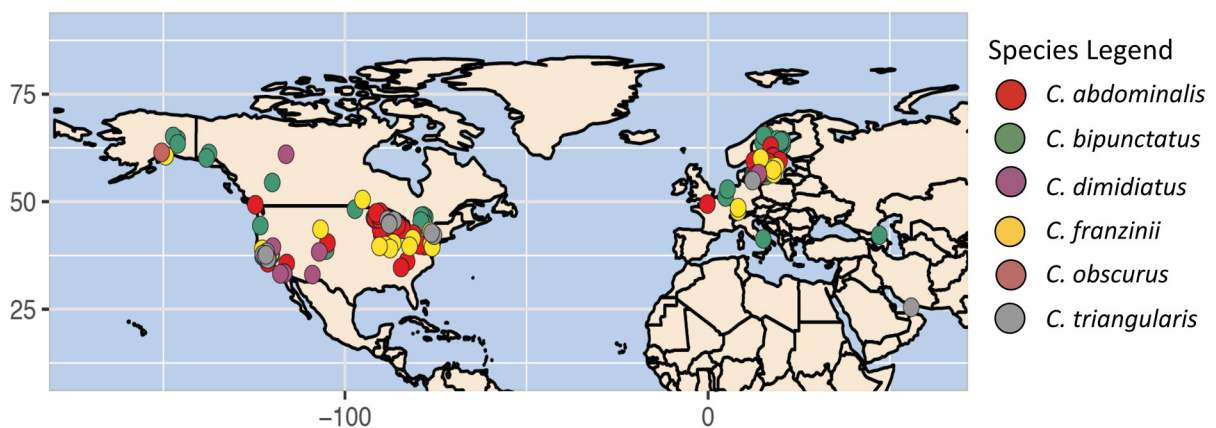 Species Legend
75
50
25
−100
0
C. abdominalis
C. bipunctatus
C. dimidiatus
C. franzinii
C. obscurus
C. triangularis